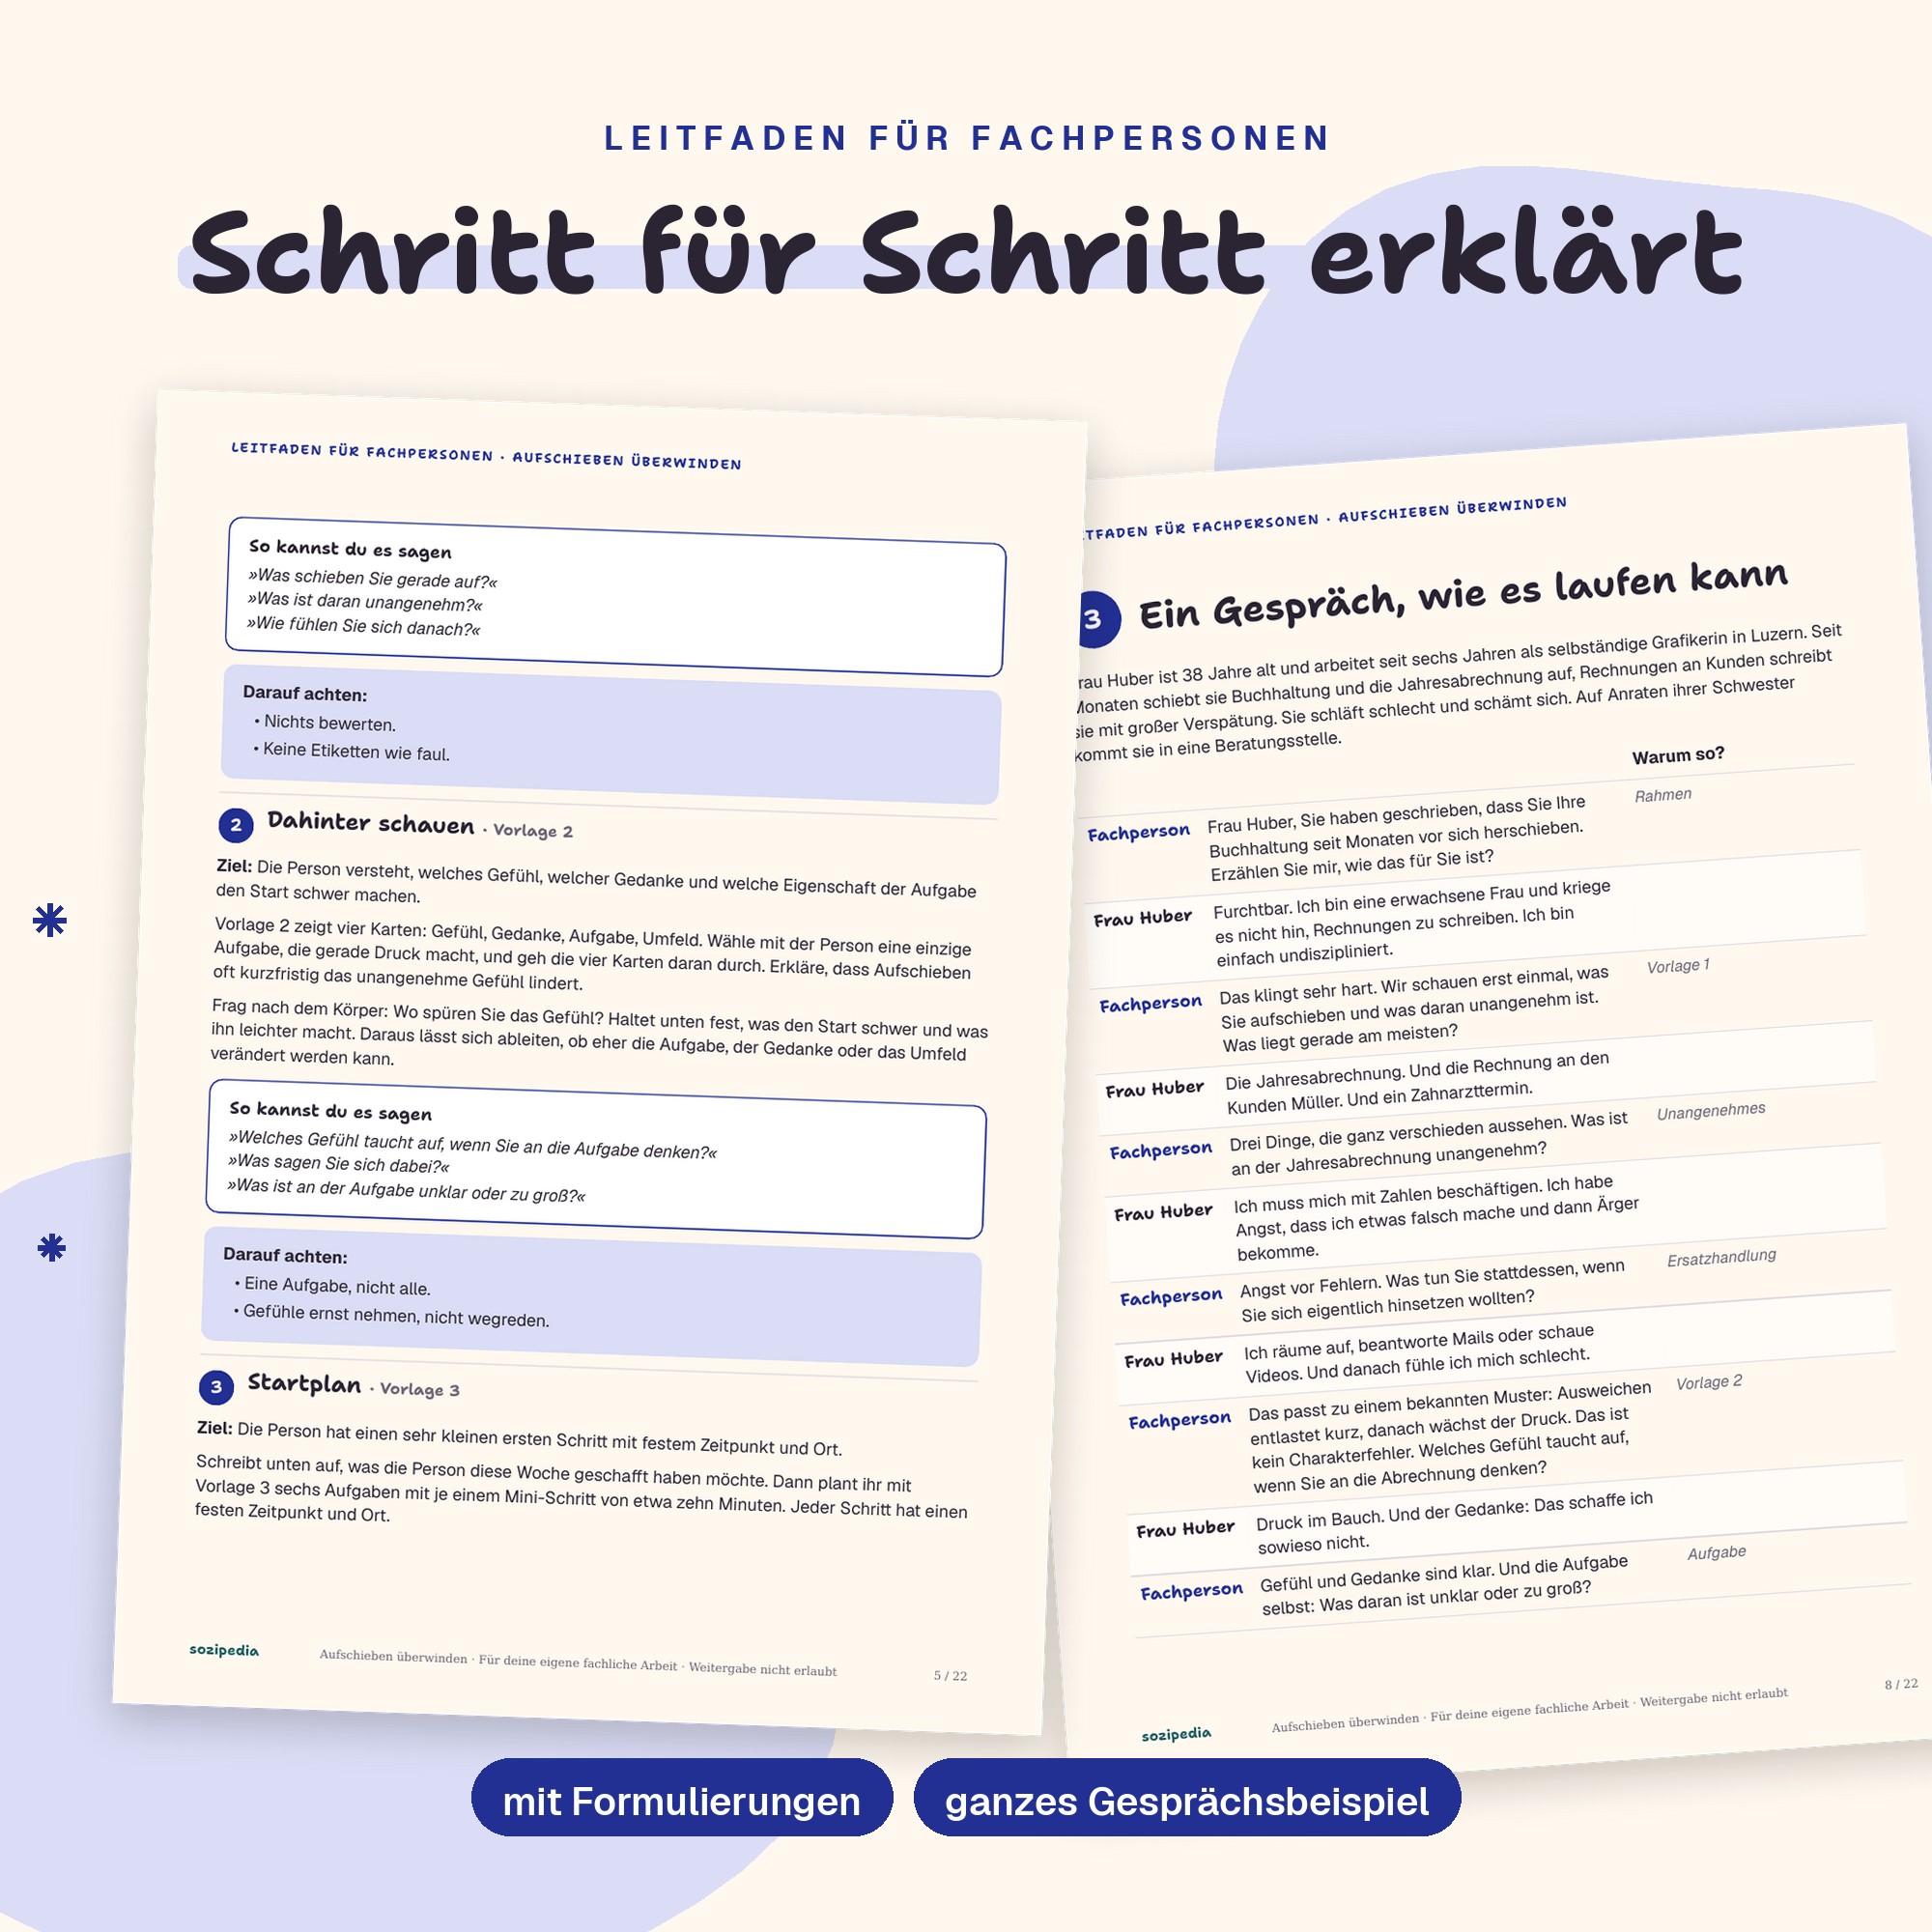 LEITFADEN FÜR FACHPERSONEN
Schritt für Schritt erklärt
LEITFADEN FÜR FACHPERSONEN · AUFSCHIEBEN ÜBERWINDEN
So kannst du es sagen
»Was schieben Sie gerade auf?«
»Was ist daran unangenehm?«
»Wie fühlen Sie sich danach?«
Darauf achten:
• Nichts bewerten.
• Keine Etiketten wie faul.
2 Dahinter schauen · Vorlage 2
Ziel: Die Person versteht, welches Gefühl, welcher Gedanke und welche Eigenschaft der Aufgabe
den Start schwer machen.
Vorlage 2 zeigt vier Karten: Gefühl, Gedanke, Aufgabe, Umfeld. Wähle mit der Person eine einzige
Aufgabe, die gerade Druck macht, und geh die vier Karten daran durch. Erkläre, dass Aufschieben
oft kurzfristig das unangenehme Gefühl lindert.
Frag nach dem Körper: Wo spüren Sie das Gefühl? Haltet unten fest, was den Start schwer und was
ihn leichter macht. Daraus lässt sich ableiten, ob eher die Aufgabe, der Gedanke oder das Umfeld
verändert werden kann.
So kannst du es sagen
»Welches Gefühl taucht auf, wenn Sie an die Aufgabe denken?«
»Was sagen Sie sich dabei?«
»Was ist an der Aufgabe unklar oder zu groß?«
Darauf achten:
• Eine Aufgabe, nicht alle.
• Gefühle ernst nehmen, nicht wegreden.
3 Startplan · Vorlage 3
Ziel: Die Person hat einen sehr kleinen ersten Schritt mit festem Zeitpunkt und Ort.
Schreibt unten auf, was die Person diese Woche geschafft haben möchte. Dann plant ihr mit
Vorlage 3 sechs Aufgaben mit je einem Mini-Schritt von etwa zehn Minuten. Jeder Schritt hat einen
festen Zeitpunkt und Ort.
sozipedia Aufschieben überwinden · Für deine eigene fachliche Arbeit · Weitergabe nicht erlaubt 5 / 22
ITFADEN FÜR FACHPERSONEN · AUFSCHIEBEN ÜBERWINDEN
3 Ein Gespräch, wie es laufen kann
rau Huber ist 38 Jahre alt und arbeitet seit sechs Jahren als selbständige Grafikerin in Luzern. Seit
Monaten schiebt sie Buchhaltung und die Jahresabrechnung auf, Rechnungen an Kunden schreibt
sie mit großer Verspätung. Sie schläft schlecht und schämt sich. Auf Anraten ihrer Schwester
kommt sie in eine Beratungsstelle.
Warum so?
Fachperson Frau Huber, Sie haben geschrieben, dass Sie Ihre Rahmen
Buchhaltung seit Monaten vor sich herschieben.
Erzählen Sie mir, wie das für Sie ist?
Frau Huber Furchtbar. Ich bin eine erwachsene Frau und kriege
es nicht hin, Rechnungen zu schreiben. Ich bin
einfach undiszipliniert.
Fachperson Das klingt sehr hart. Wir schauen erst einmal, was Vorlage 1
Sie aufschieben und was daran unangenehm ist.
Was liegt gerade am meisten?
Frau Huber Die Jahresabrechnung. Und die Rechnung an den
Kunden Müller. Und ein Zahnarzttermin.
Fachperson Drei Dinge, die ganz verschieden aussehen. Was ist Unangenehmes
an der Jahresabrechnung unangenehm?
Frau Huber Ich muss mich mit Zahlen beschäftigen. Ich habe
Angst, dass ich etwas falsch mache und dann Ärger
bekomme.
Fachperson Angst vor Fehlern. Was tun Sie stattdessen, wenn Ersatzhandlung
Sie sich eigentlich hinsetzen wollten?
Frau Huber Ich räume auf, beantworte Mails oder schaue
Videos. Und danach fühle ich mich schlecht.
Fachperson Das passt zu einem bekannten Muster: Ausweichen Vorlage 2
entlastet kurz, danach wächst der Druck. Das ist
kein Charakterfehler. Welches Gefühl taucht auf,
wenn Sie an die Abrechnung denken?
Frau Huber Druck im Bauch. Und der Gedanke: Das schaffe ich
sowieso nicht.
Fachperson Gefühl und Gedanke sind klar. Und die Aufgabe Aufgabe
selbst: Was daran ist unklar oder zu groß?
sozipedia Aufschieben überwinden · Für deine eigene fachliche Arbeit · Weitergabe nicht erlaubt 8 / 22
mit Formulierungen
ganzes Gesprächsbeispiel